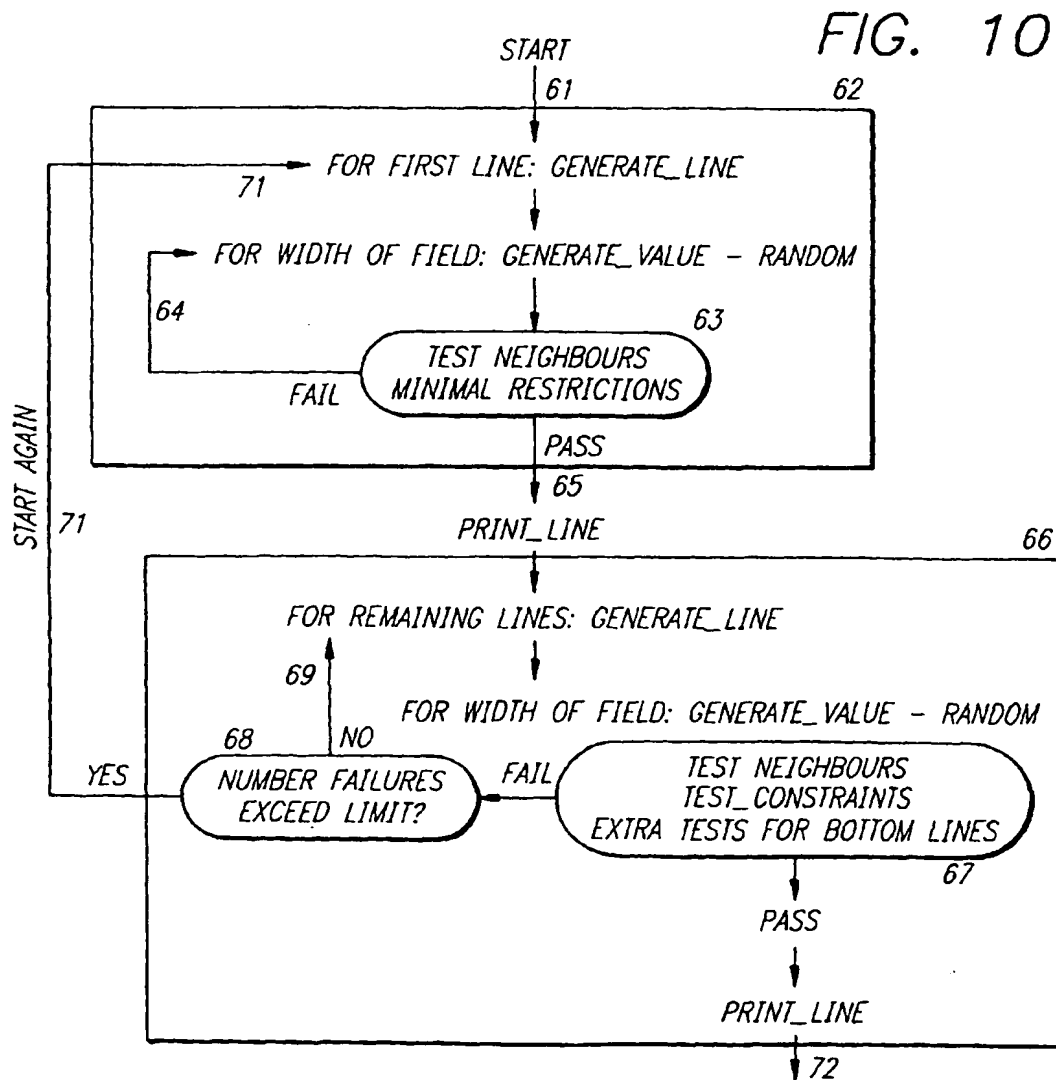 FIG. 10
START
61
62
FOR FIRST LINE: GENERATE_LINE
71
FOR WIDTH OF FIELD: GENERATE_VALUE - RANDOM
64
63
TEST NEIGHBOURS
MINIMAL RESTRICTIONS
FAIL
PASS
65
START AGAIN
71
PRINT_LINE
66
FOR REMAINING LINES: GENERATE_LINE
69
FOR WIDTH OF FIELD: GENERATE_VALUE - RANDOM
68
NO
YES
NUMBER FAILURES
EXCEED LIMIT?
FAIL
TEST NEIGHBOURS
TEST_CONSTRAINTS
EXTRA TESTS FOR BOTTOM LINES
67
PASS
PRINT_LINE
72